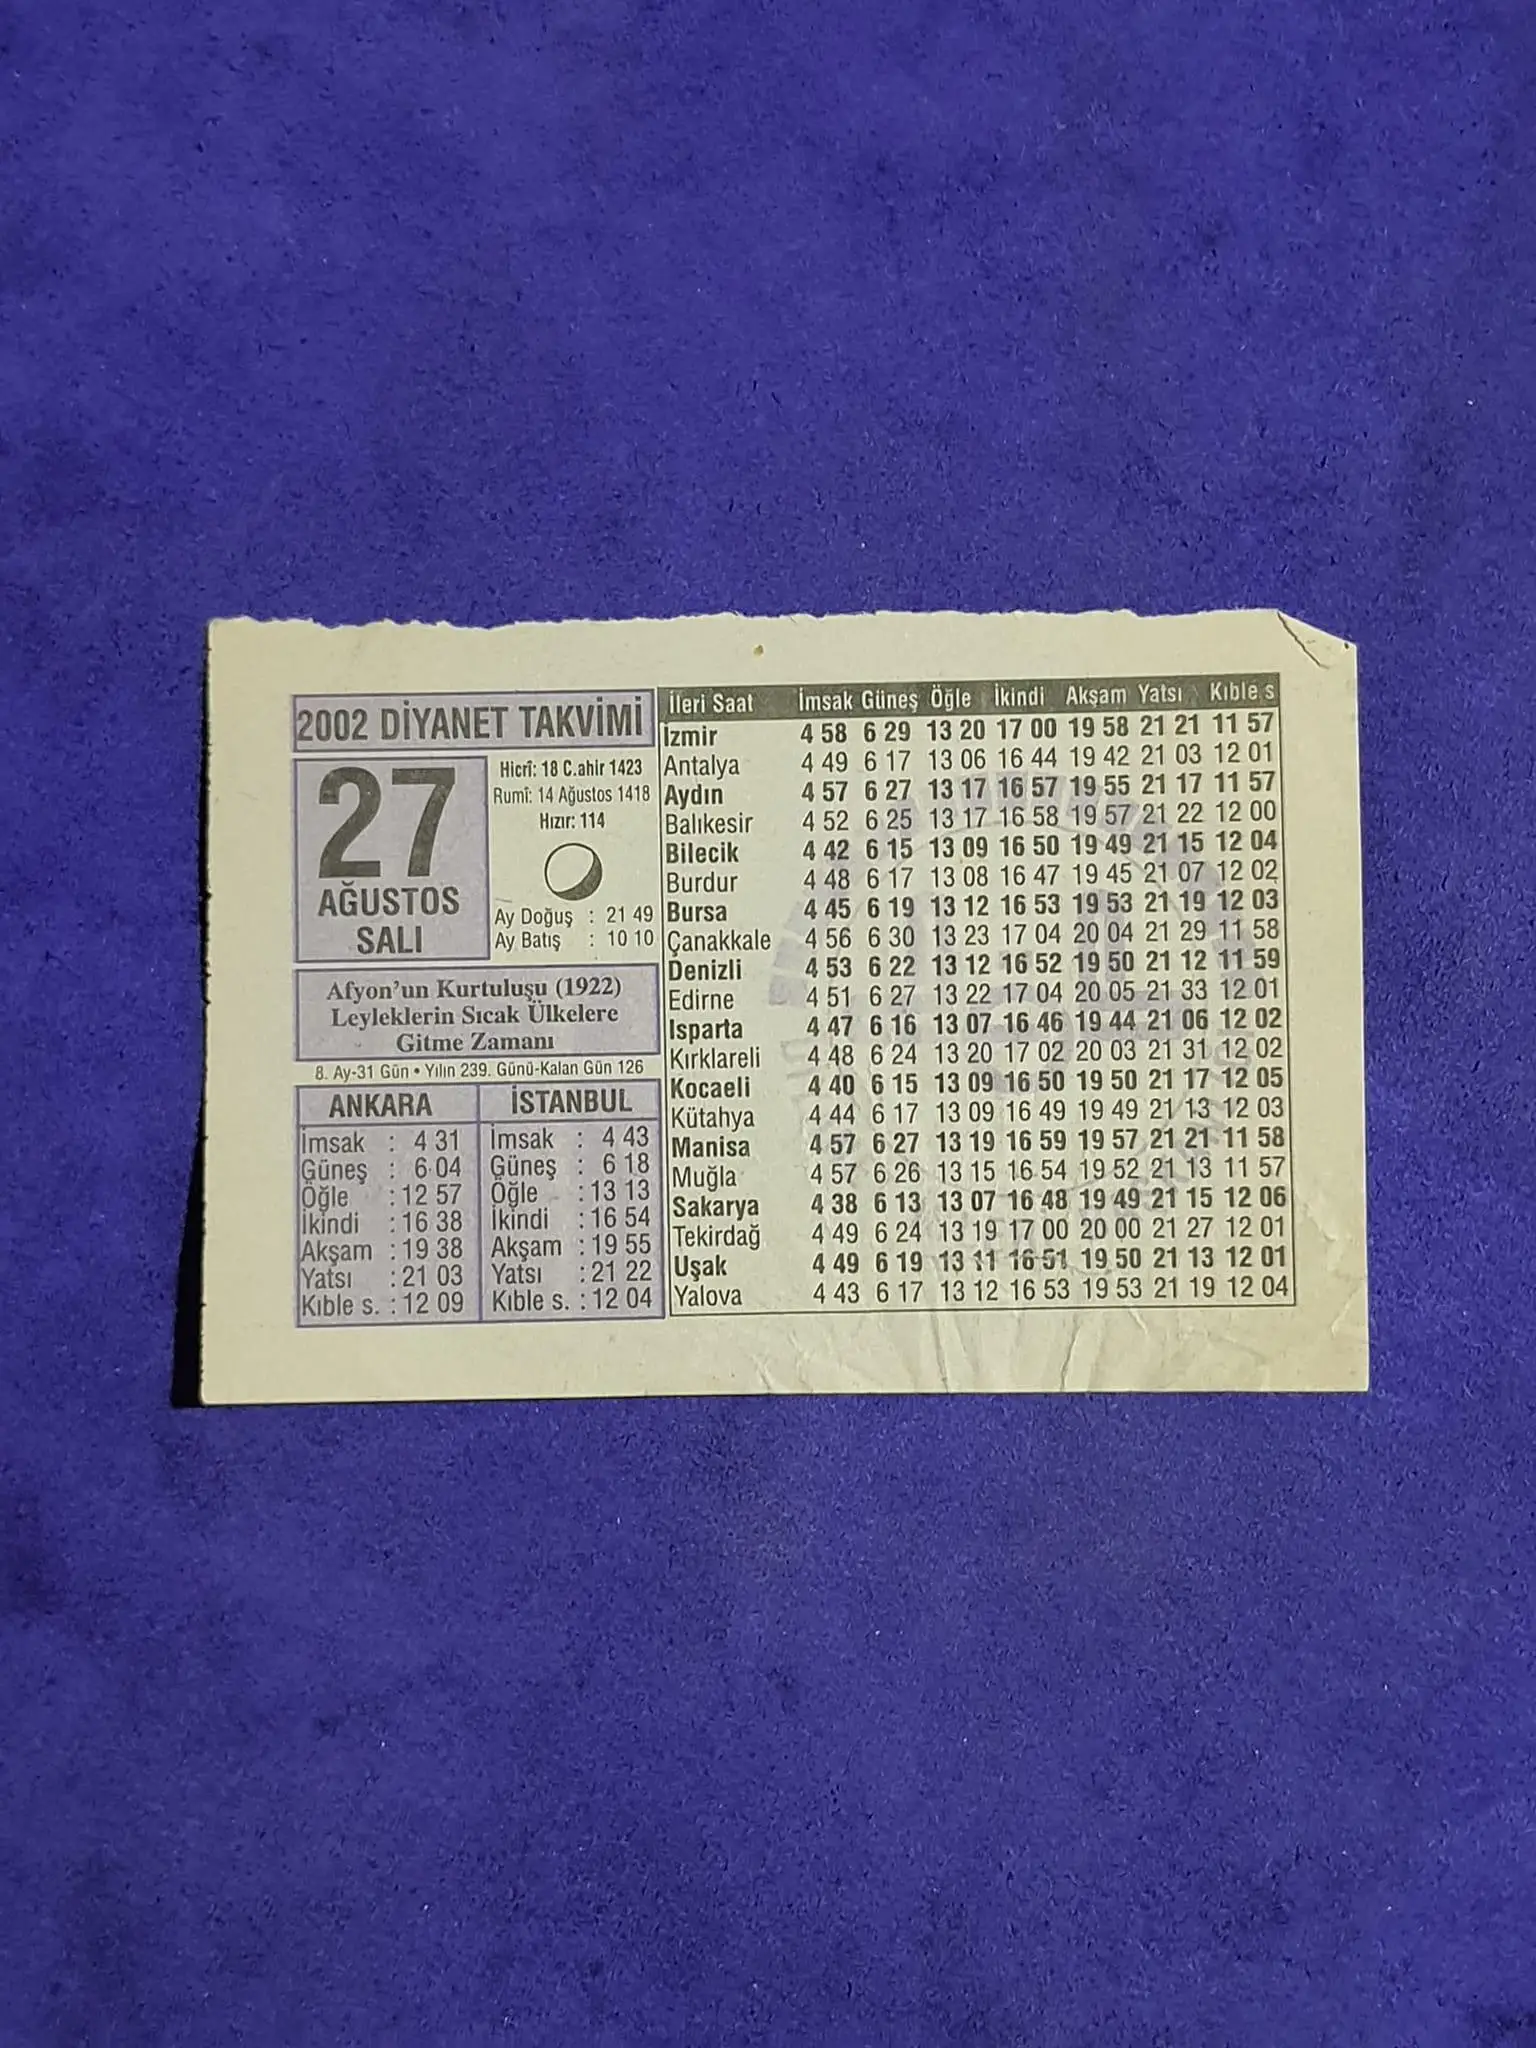 2002 DİYANET TAKVİMİ
27
AĞUSTOS
SALI
Hicrî: 18 C.ahir 1423
Rumî: 14 Ağustos 1418
Hızır: 114
Ay Doğuş : 21 49
Ay Batış : 10 10
Afyon'un Kurtuluşu (1922)
Leyleklerin Sıcak Ülkelere
Gitme Zamanı
8. Ay-31 Gün • Yılın 239. Günü-Kalan Gün 126
ANKARA
İmsak : 4 31
Güneş : 6 04
Öğle : 12 57
İkindi : 16 38
Akşam : 19 38
Yatsı : 21 03
Kıble s. : 12 09
İSTANBUL
İmsak : 4 43
Güneş : 6 18
Öğle : 13 13
İkindi : 16 54
Akşam : 19 55
Yatsı : 21 22
Kıble s. : 12 04
İleri Saat İmsak Güneş Öğle İkindi Akşam Yatsı Kıble s
İzmir 4 58 6 29 13 20 17 00 19 58 21 21 11 57
Antalya 4 49 6 17 13 06 16 44 19 42 21 03 12 01
Aydın 4 57 6 27 13 17 16 57 19 55 21 17 11 57
Balıkesir 4 52 6 25 13 17 16 58 19 57 21 22 12 00
Bilecik 4 42 6 15 13 09 16 50 19 49 21 15 12 04
Burdur 4 48 6 17 13 08 16 47 19 45 21 07 12 02
Bursa 4 45 6 19 13 12 16 53 19 53 21 19 12 03
Çanakkale 4 56 6 30 13 23 17 04 20 04 21 29 11 58
Denizli 4 53 6 22 13 12 16 52 19 50 21 12 11 59
Edirne 4 51 6 27 13 22 17 04 20 05 21 33 12 01
Isparta 4 47 6 16 13 07 16 46 19 44 21 06 12 02
Kırklareli 4 48 6 24 13 20 17 02 20 03 21 31 12 02
Kocaeli 4 40 6 15 13 09 16 50 19 50 21 17 12 05
Kütahya 4 44 6 17 13 09 16 49 19 49 21 13 12 03
Manisa 4 57 6 27 13 19 16 59 19 57 21 21 11 58
Muğla 4 57 6 26 13 15 16 54 19 52 21 13 11 57
Sakarya 4 38 6 13 13 07 16 48 19 49 21 15 12 06
Tekirdağ 4 49 6 24 13 19 17 00 20 00 21 27 12 01
Uşak 4 49 6 19 13 11 16 51 19 50 21 13 12 01
Yalova 4 43 6 17 13 12 16 53 19 53 21 19 12 04